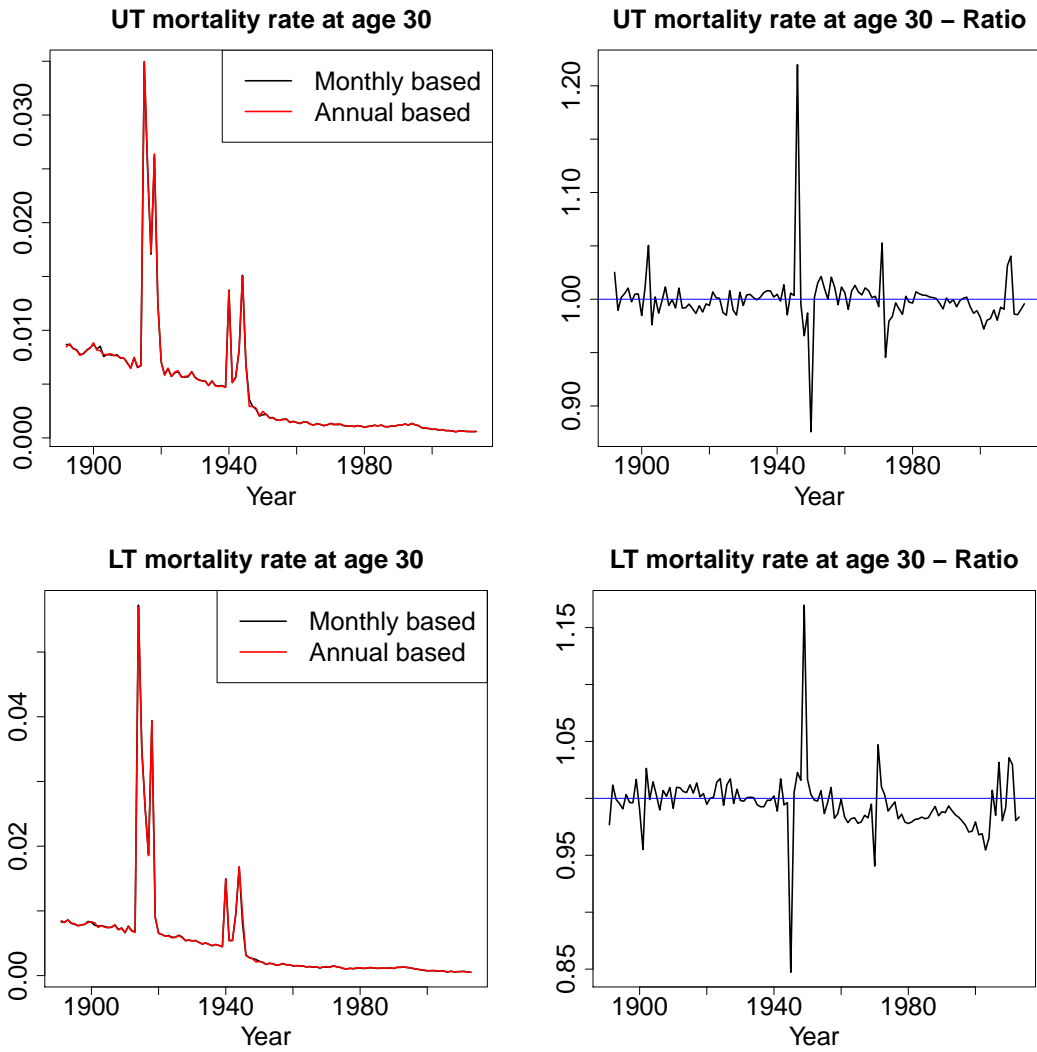 UT mortality rate at age 30
Monthly based
Annual based
0.000
0.010
0.020
0.030
1900
1940
1980
Year
UT mortality rate at age 30 – Ratio
0.90
1.00
1.10
1.20
1900
1940
1980
Year
LT mortality rate at age 30
Monthly based
Annual based
0.00
0.02
0.04
1900
1940
1980
Year
LT mortality rate at age 30 – Ratio
0.85
0.95
1.05
1.15
1900
1940
1980
Year